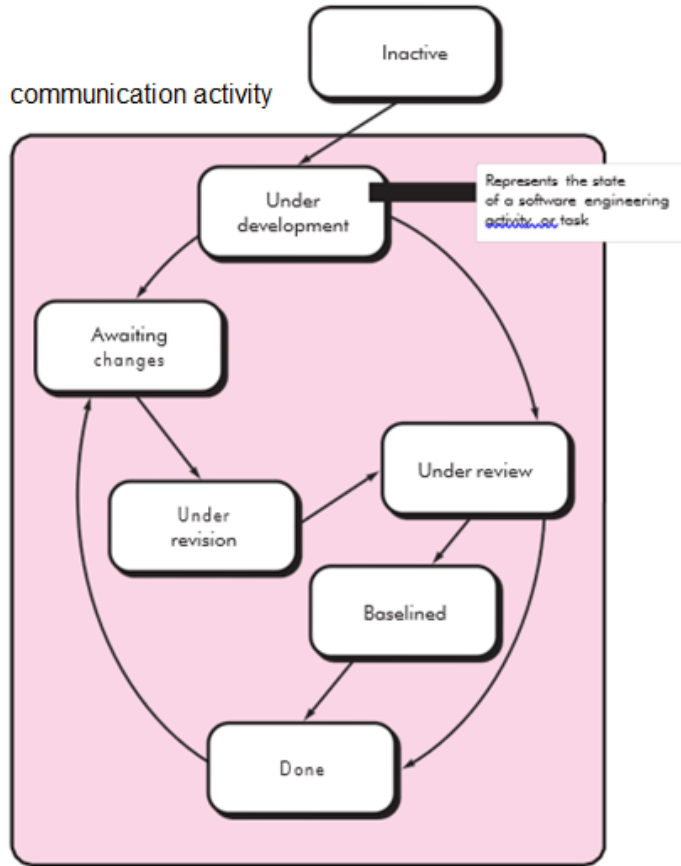 Inactive
communication activity
Under
development
Represents the state
of a software engineering
activity or task
Awaiting
changes
Under review
Under
revision
Baselined
Done